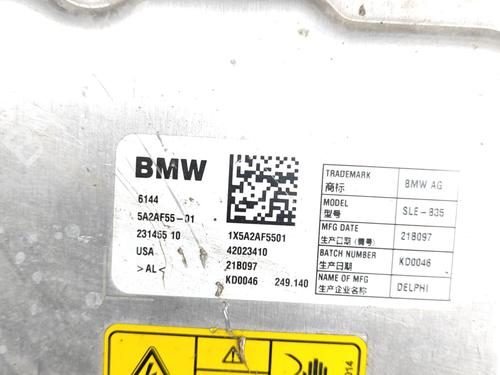 BMW
6144
5A2AF55-01
231455 10
USA
>AL<
1X5A2AF5501
42023410
21B097
KD0046 249.140
TRADEMARK BMW AG
商标
MODEL SLE-B35
型号
MFG DATE 21B097
生产日期(周号)
BATCH NUMBER KD0046
生产日期
NAME OF MFG DELPHI
生产企业名称